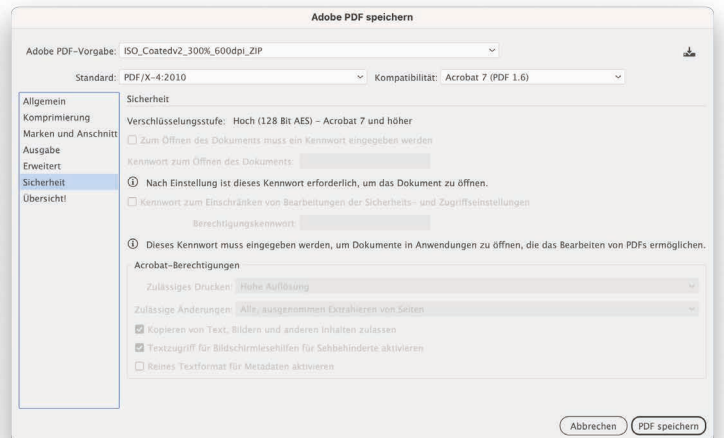 Adobe PDF speichern
Adobe PDF-Vorgabe: ISO_Coatedv2_300%_600dpi_ZIP
Standard: PDF/X-4:2010 Kompatibilität: Acrobat 7 (PDF 1.6)
Allgemein
Komprimierung
Marken und Anschnitt
Ausgabe
Erweitert
Sicherheit
Übersicht!
Sicherheit
Verschlüsselungsstufe: Hoch (128 Bit AES) – Acrobat 7 und höher
Zum Öffnen des Dokuments muss ein Kennwort eingegeben werden
Kennwort zum Öffnen des Dokuments:
Nach Einstellung ist dieses Kennwort erforderlich, um das Dokument zu öffnen.
Kennwort zum Einschränken von Bearbeitungen der Sicherheits- und Zugriffseinstellungen
Berechtigungskennwort:
Dieses Kennwort muss eingegeben werden, um Dokumente in Anwendungen zu öffnen, die das Bearbeiten von PDFs ermöglichen.
Acrobat-Berechtigungen
Zulässiges Drucken: Hohe Auflösung
Zulässige Änderungen: Alle, ausgenommen Extrahieren von Seiten
Kopieren von Text, Bildern und anderen Inhalten zulassen
Textzugriff für Bildschirmlesehilfen für Sehbehinderte aktivieren
Reines Textformat für Metadaten aktivieren
Abbrechen PDF speichern